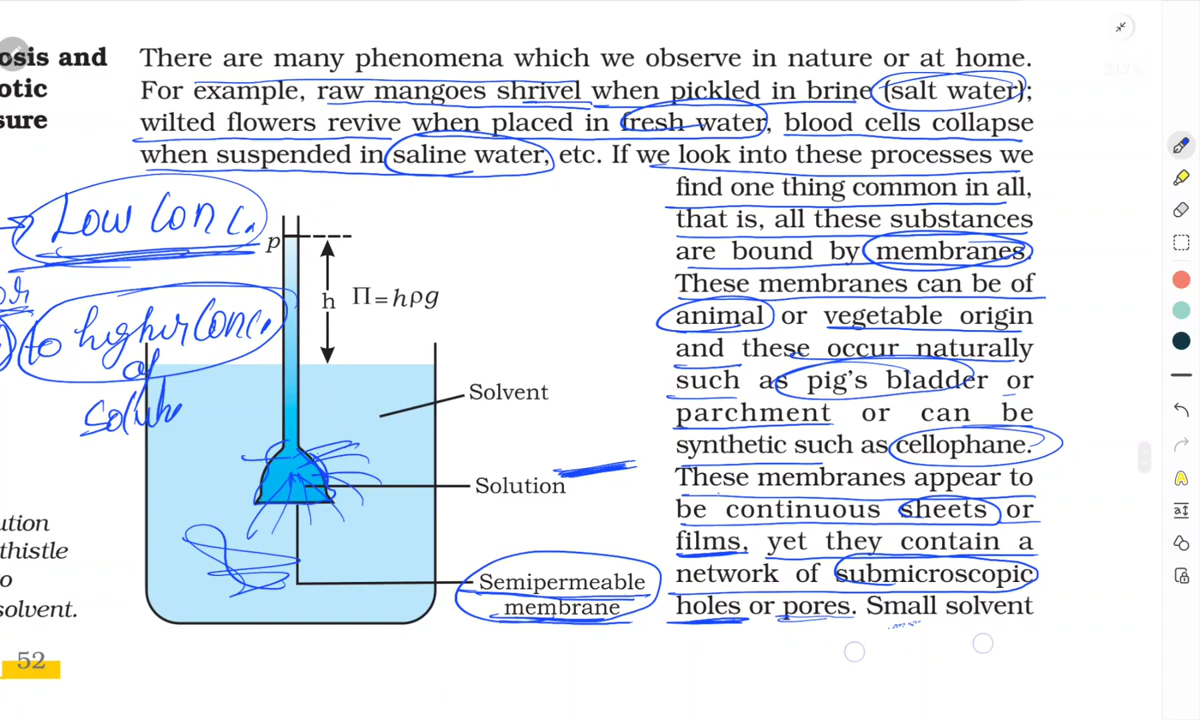 osis and
otic
sure
There are many phenomena which we observe in nature or at home.
For example, raw mangoes shrivel when pickled in brine (salt water);
wilted flowers revive when placed in fresh water, blood cells collapse
when suspended in saline water, etc. If we look into these processes we
find one thing common in all,
that is, all these substances
are bound by membranes.
These membranes can be of
animal or vegetable origin
and these occur naturally
such as pig's bladder or
parchment or can be
synthetic such as cellophane.
These membranes appear to
be continuous sheets or
films, yet they contain a
network of submicroscopic
holes or pores. Small solvent
Low Conc.
to higher Conc.
of
solute
p
h
Π=hρg
Solvent
Solution
Semipermeable
membrane
ution
thistle
o
solvent.
52